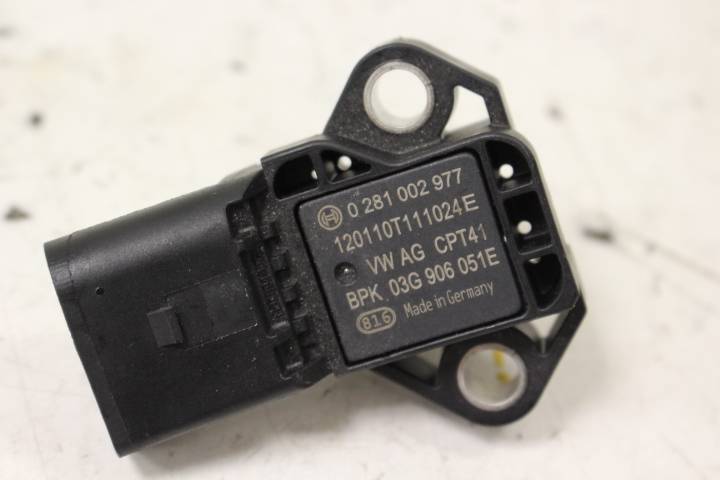 0 281 002 977
120110T111024E
VW AG CPT41
BPK 03G 906 051E
816 Made in Germany